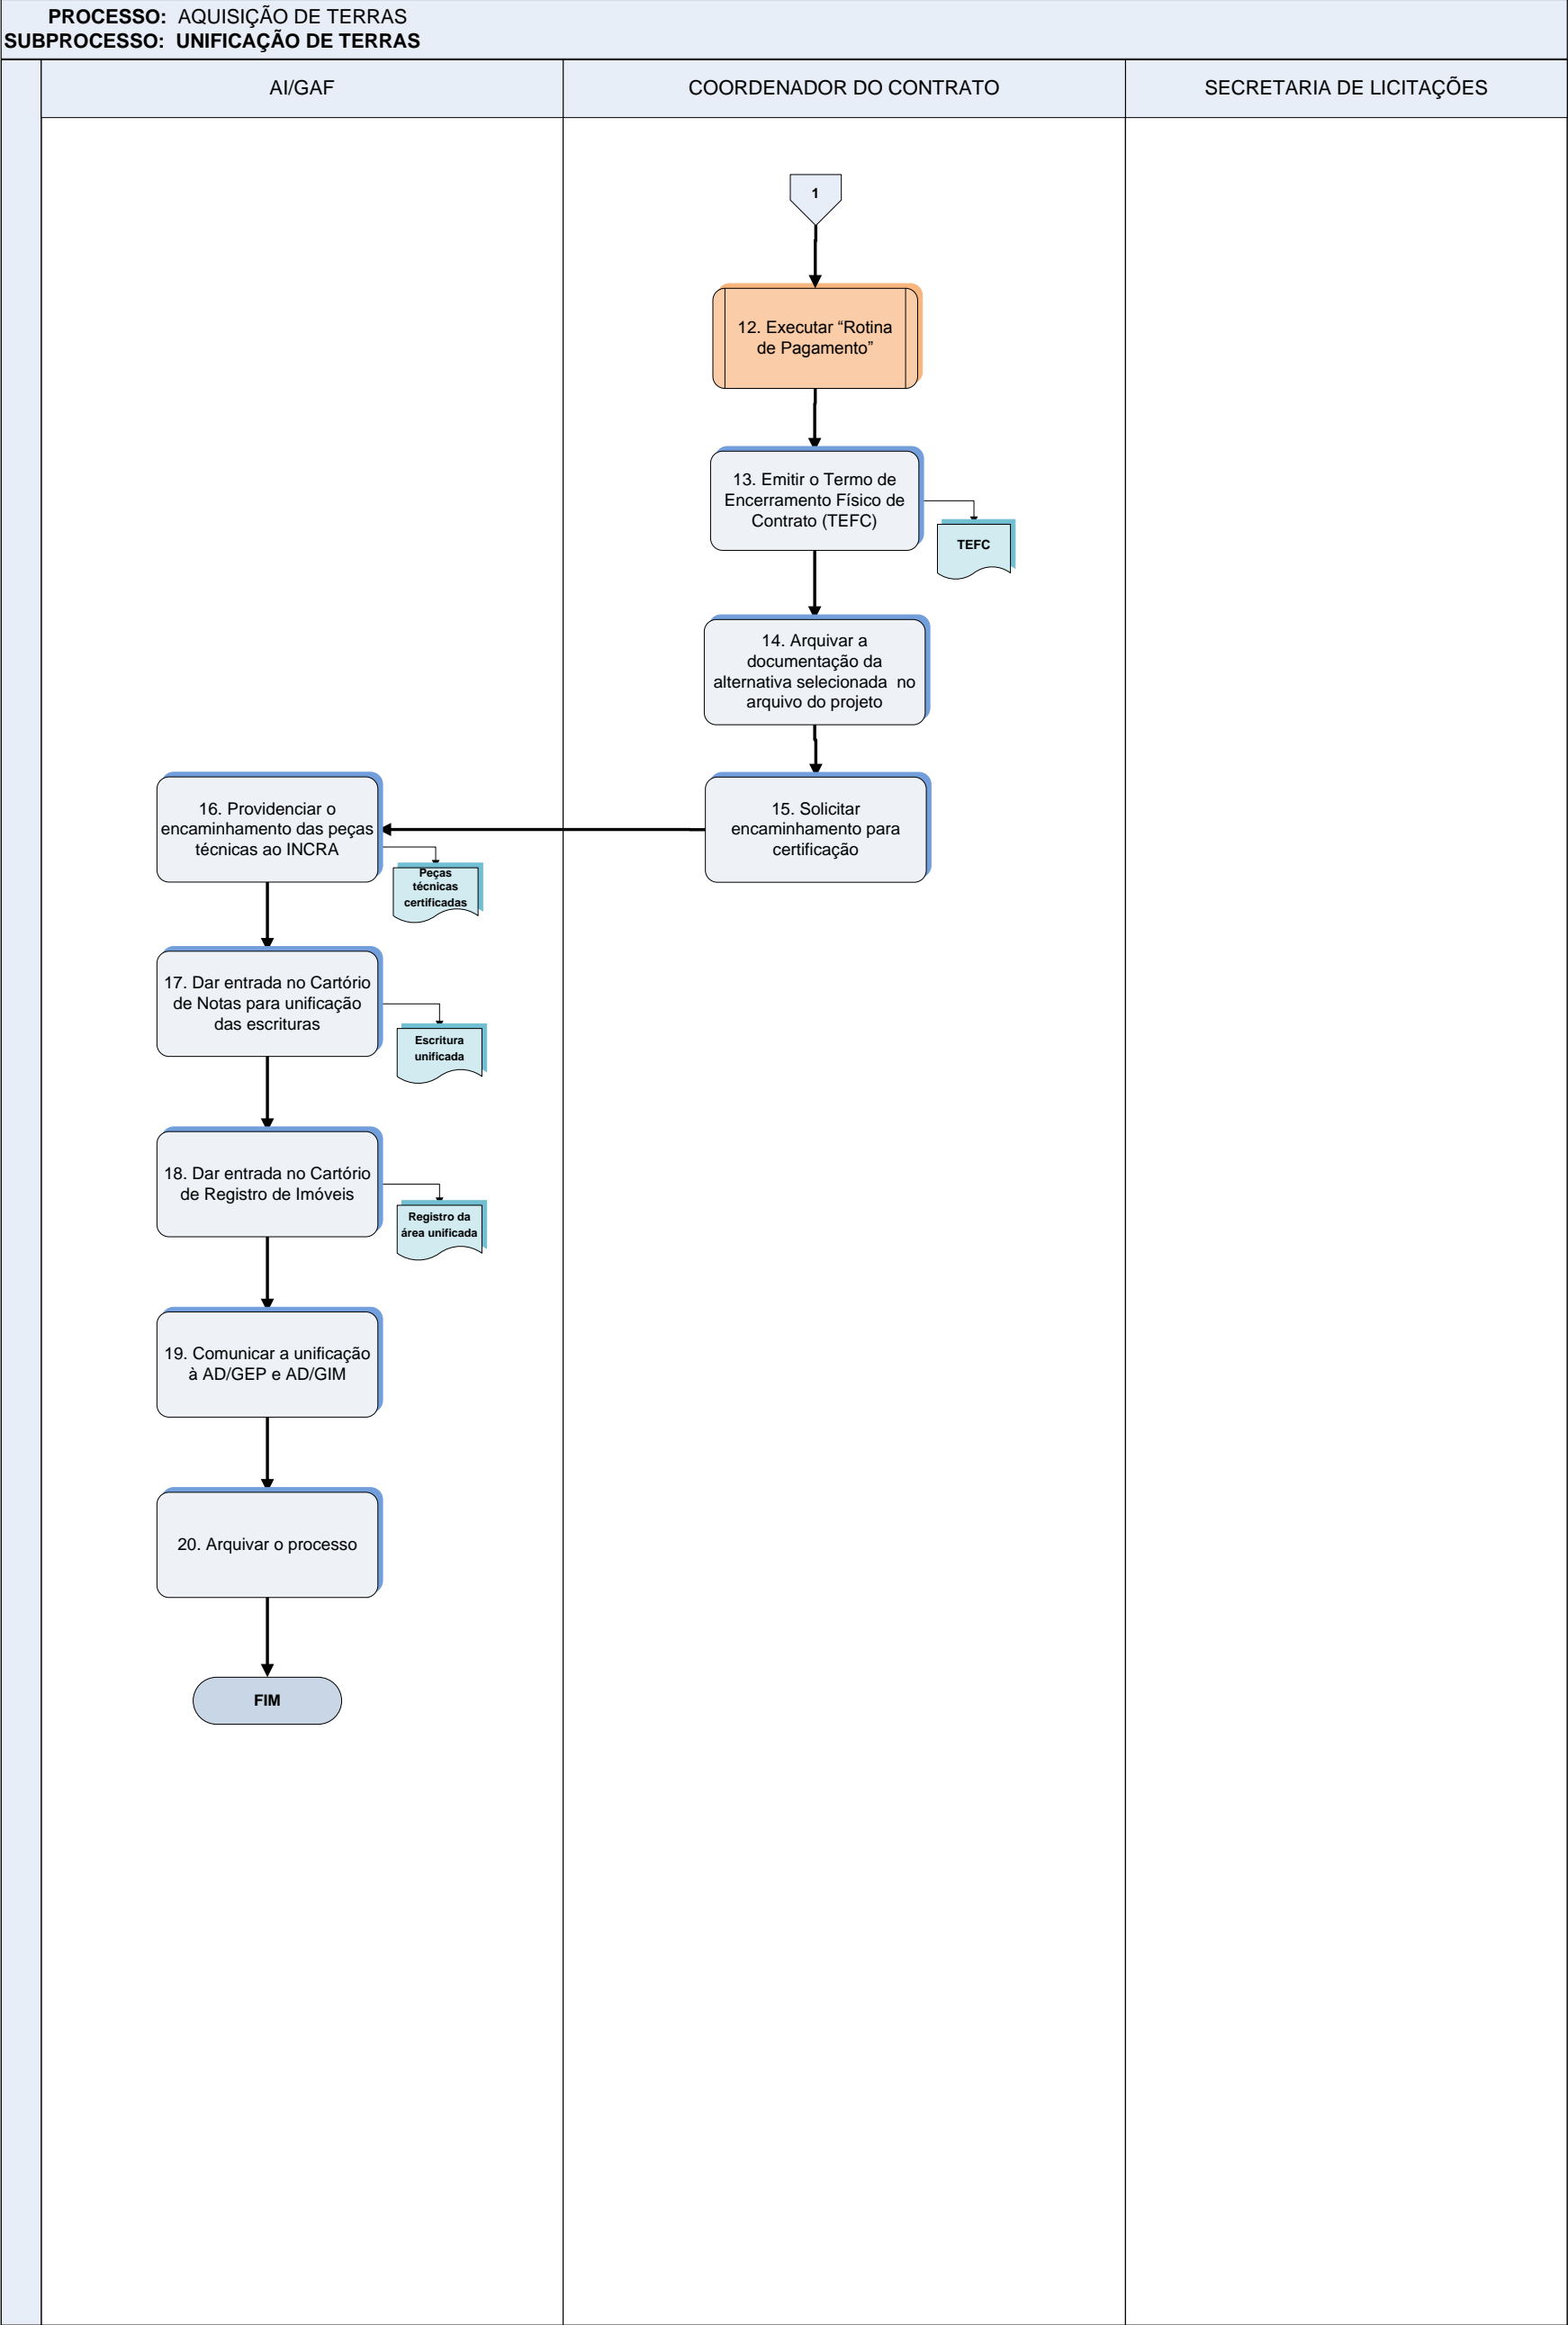 PROCESSO: AQUISIÇÃO DE TERRAS
SUBPROCESSO: UNIFICAÇÃO DE TERRAS
AI/GAF
COORDENADOR DO CONTRATO
SECRETARIA DE LICITAÇÕES
1
12. Executar “Rotina
de Pagamento”
13. Emitir o Termo de
Encerramento Físico de
Contrato (TEFC)
TEFC
14. Arquivar a
documentação da
alternativa selecionada no
arquivo do projeto
15. Solicitar
encaminhamento para
certificação
16. Providenciar o
encaminhamento das peças
técnicas ao INCRA
Peças
técnicas
certificadas
17. Dar entrada no Cartório
de Notas para unificação
das escrituras
Escritura
unificada
18. Dar entrada no Cartório
de Registro de Imóveis
Registro da
área unificada
19. Comunicar a unificação
à AD/GEP e AD/GIM
20. Arquivar o processo
FIM